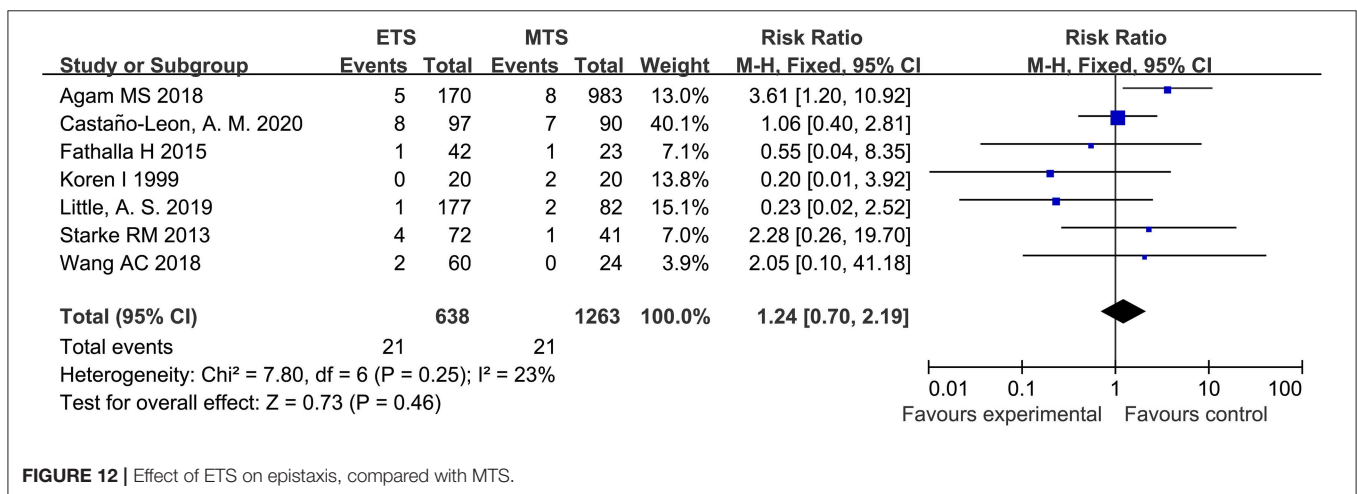 ETS MTS Risk Ratio Risk Ratio
Study or Subgroup Events Total Events Total Weight M-H, Fixed, 95% CI M-H, Fixed, 95% CI
Agam MS 2018 5 170 8 983 13.0% 3.61 [1.20, 10.92]
Castaño-Leon, A. M. 2020 8 97 7 90 40.1% 1.06 [0.40, 2.81]
Fathalla H 2015 1 42 1 23 7.1% 0.55 [0.04, 8.35]
Koren I 1999 0 20 2 20 13.8% 0.20 [0.01, 3.92]
Little, A. S. 2019 1 177 2 82 15.1% 0.23 [0.02, 2.52]
Starke RM 2013 4 72 1 41 7.0% 2.28 [0.26, 19.70]
Wang AC 2018 2 60 0 24 3.9% 2.05 [0.10, 41.18]
Total (95% CI) 638 1263 100.0% 1.24 [0.70, 2.19]
Total events 21 21
Heterogeneity: Chi² = 7.80, df = 6 (P = 0.25); I² = 23%
Test for overall effect: Z = 0.73 (P = 0.46)
0.01 0.1 1 10 100
Favours experimental Favours control
FIGURE 12 | Effect of ETS on epistaxis, compared with MTS.